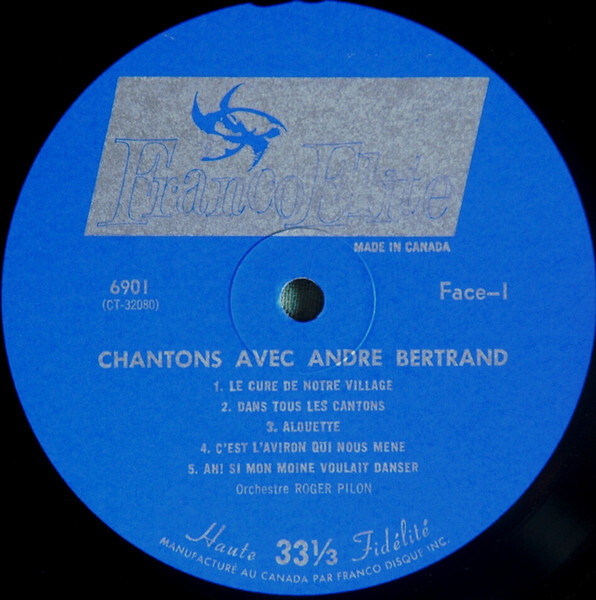 FrancoElite
MADE IN CANADA
6901
(CT-32080)
Face-1
CHANTONS AVEC ANDRE BERTRAND
1. LE CURE DE NOTRE VILLAGE
2. DANS TOUS LES CANTONS
3. ALOUETTE
4. C'EST L'AVIRON QUI NOUS MENE
5. AH! SI MON MOINE VOULAIT DANSER
Orchestre ROGER PILON
Haute 33⅓ Fidélité
MANUFACTURÉ AU CANADA PAR FRANCO DISQUE INC.